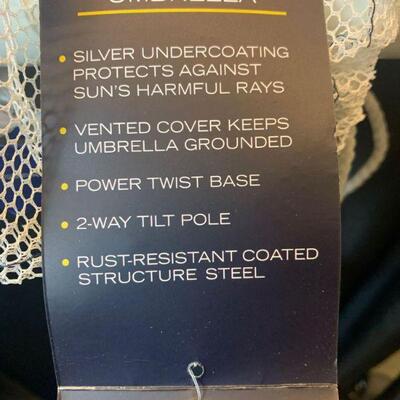 UMBRELLA
• SILVER UNDERCOATING
PROTECTS AGAINST
SUN'S HARMFUL RAYS
• VENTED COVER KEEPS
UMBRELLA GROUNDED
• POWER TWIST BASE
• 2-WAY TILT POLE
• RUST-RESISTANT COATED
STRUCTURE STEEL